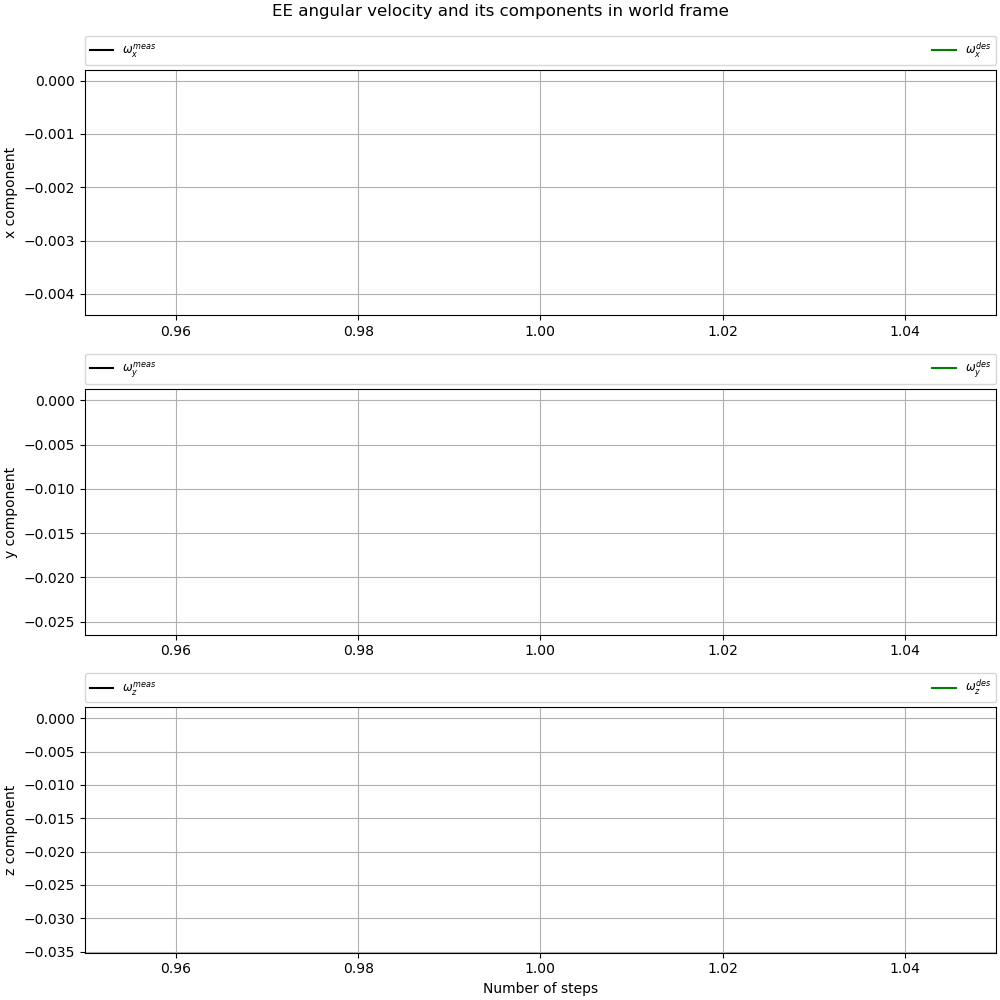 EE angular velocity and its components in world frame
ω_x^meas ω_x^des
0.000
−0.001
−0.002
−0.003
−0.004
x component
0.96 0.98 1.00 1.02 1.04
ω_y^meas ω_y^des
0.000
−0.005
−0.010
−0.015
−0.020
−0.025
y component
0.96 0.98 1.00 1.02 1.04
ω_z^meas ω_z^des
0.000
−0.005
−0.010
−0.015
−0.020
−0.025
−0.030
−0.035
z component
0.96 0.98 1.00 1.02 1.04
Number of steps